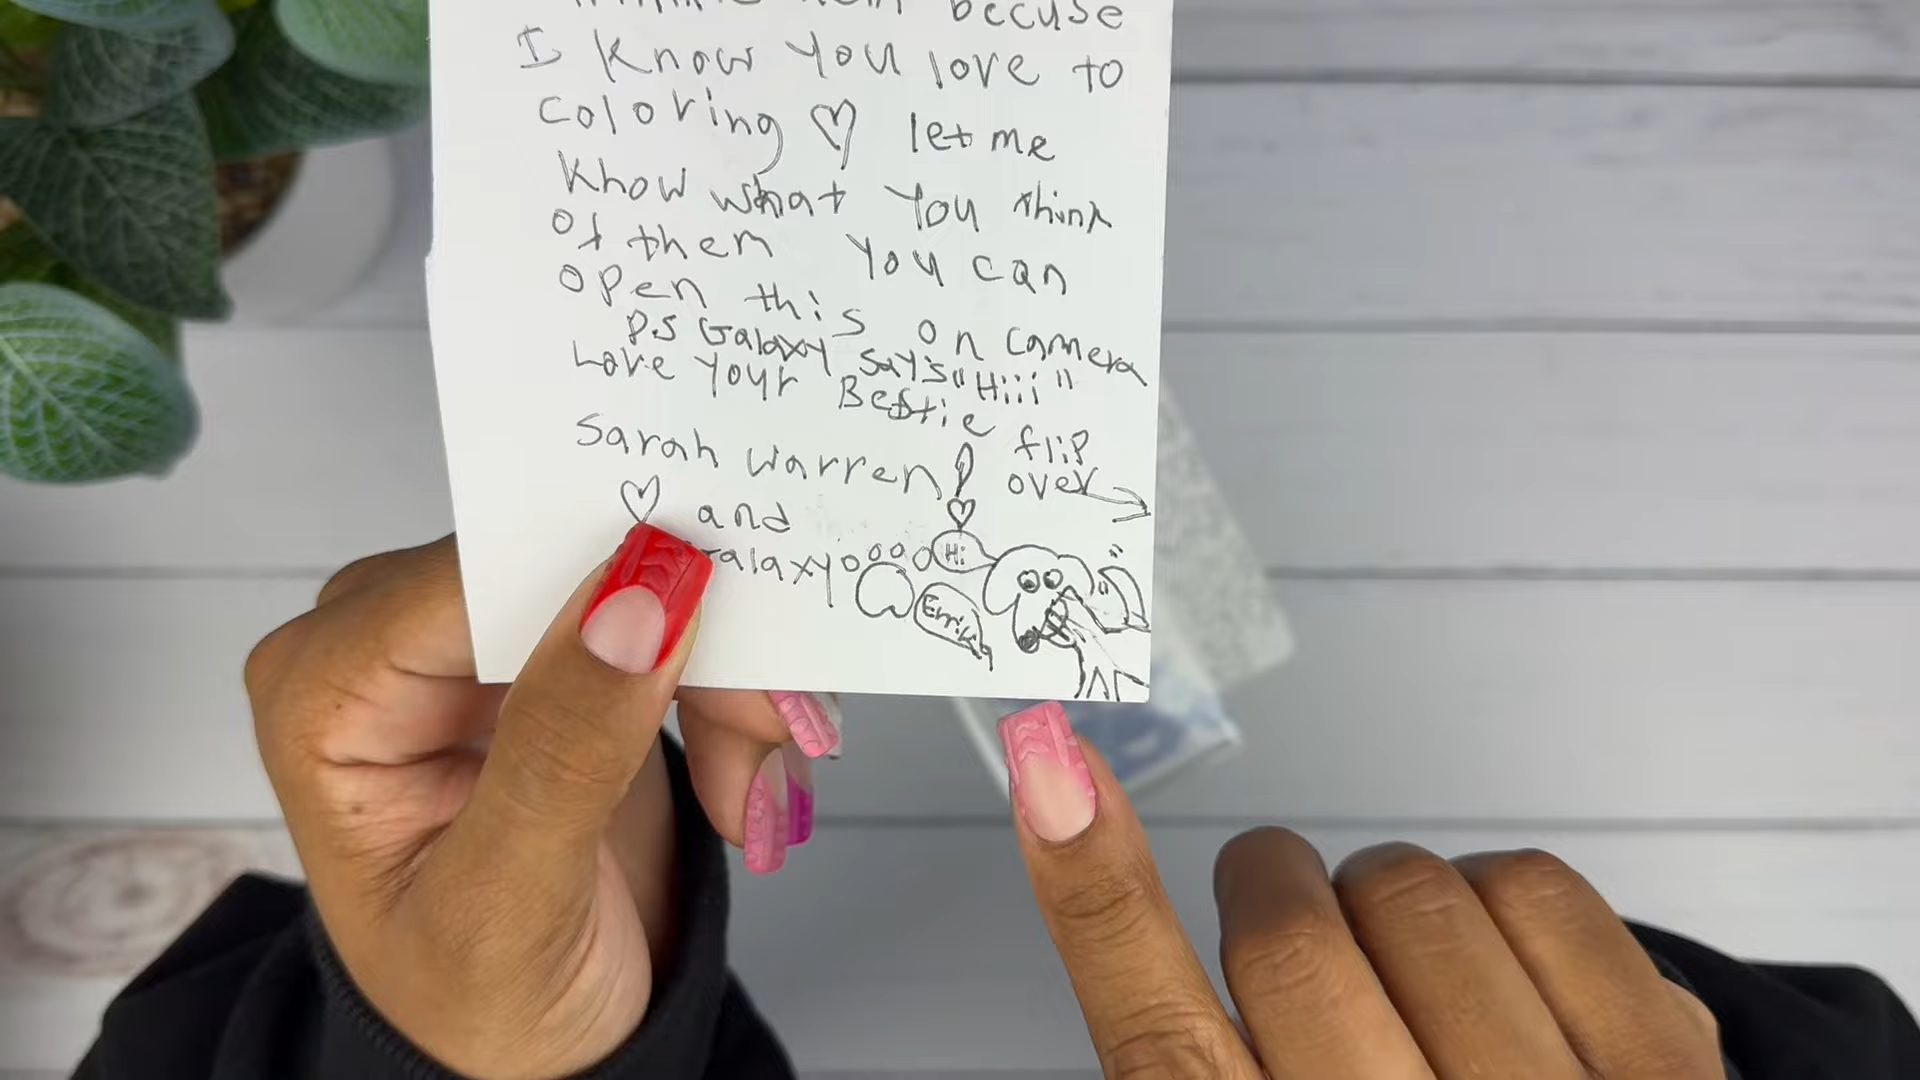 becuse
I know you love to
coloring ♡ let me
know what you think
of them you can
open this on camera
P.S Galaxy say's "Hiii"
Love your Bestie
Sarah Warren!
flip
over →
♡ and
Galaxy
Hi